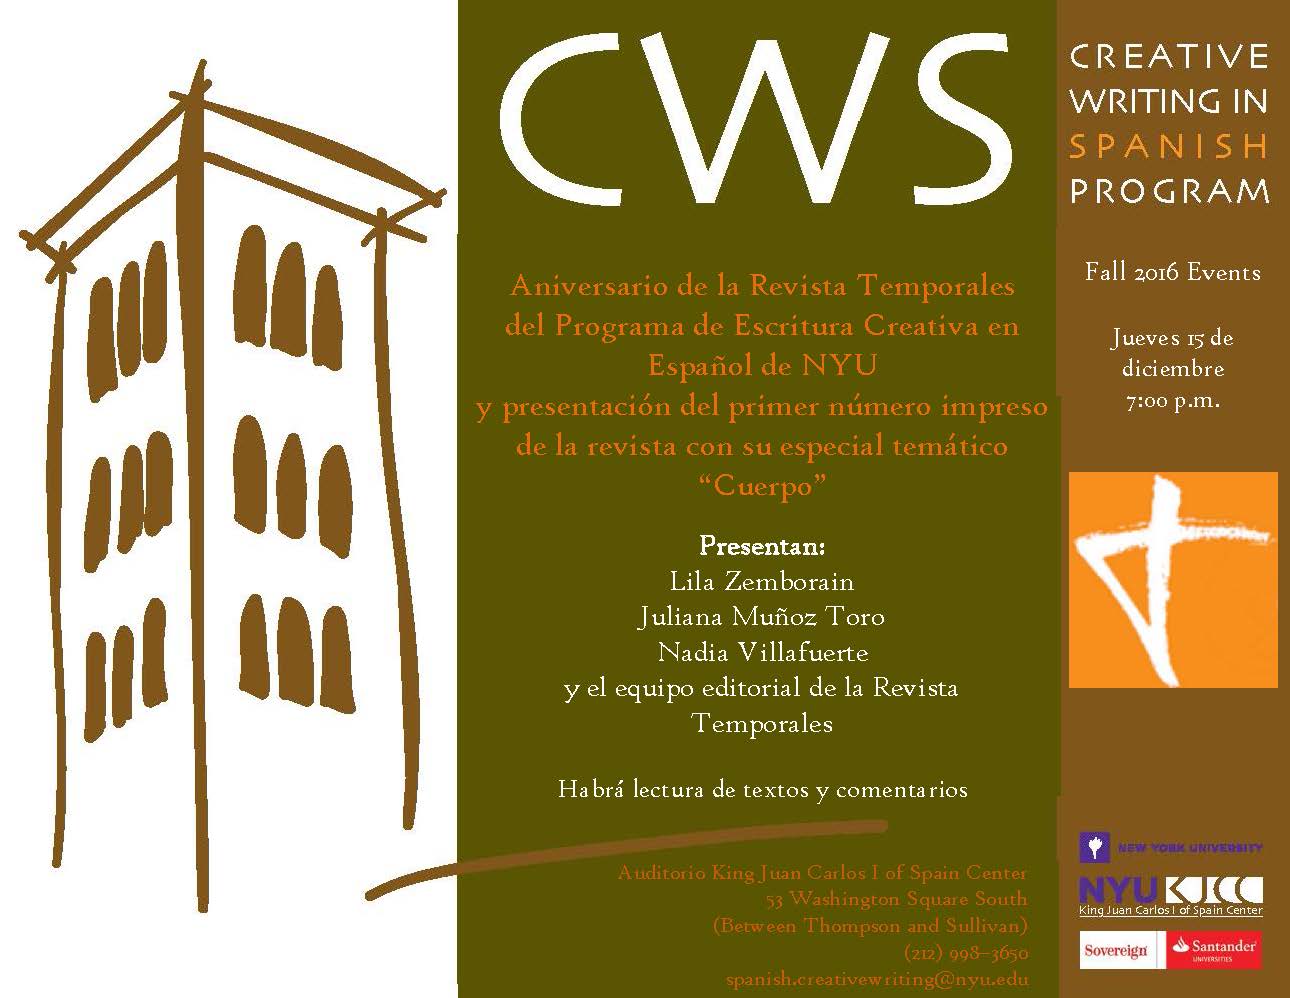 CWS
Aniversario de la Revista Temporales
del Programa de Escritura Creativa en
Español de NYU
y presentación del primer número impreso
de la revista con su especial temático
“Cuerpo”
Presentan:
Lila Zemborain
Juliana Muñoz Toro
Nadia Villafuerte
y el equipo editorial de la Revista
Temporales
Habrá lectura de textos y comentarios
Auditorio King Juan Carlos I of Spain Center
53 Washington Square South
(Between Thompson and Sullivan)
(212) 998–3650
spanish.creativewriting@nyu.edu
CREATIVE
WRITING IN
SPANISH
PROGRAM
Fall 2016 Events
Jueves 15 de
diciembre
7:00 p.m.
NEW YORK UNIVERSITY
NYU KJCC
King Juan Carlos I of Spain Center
Sovereign Santander
UNIVERSITIES